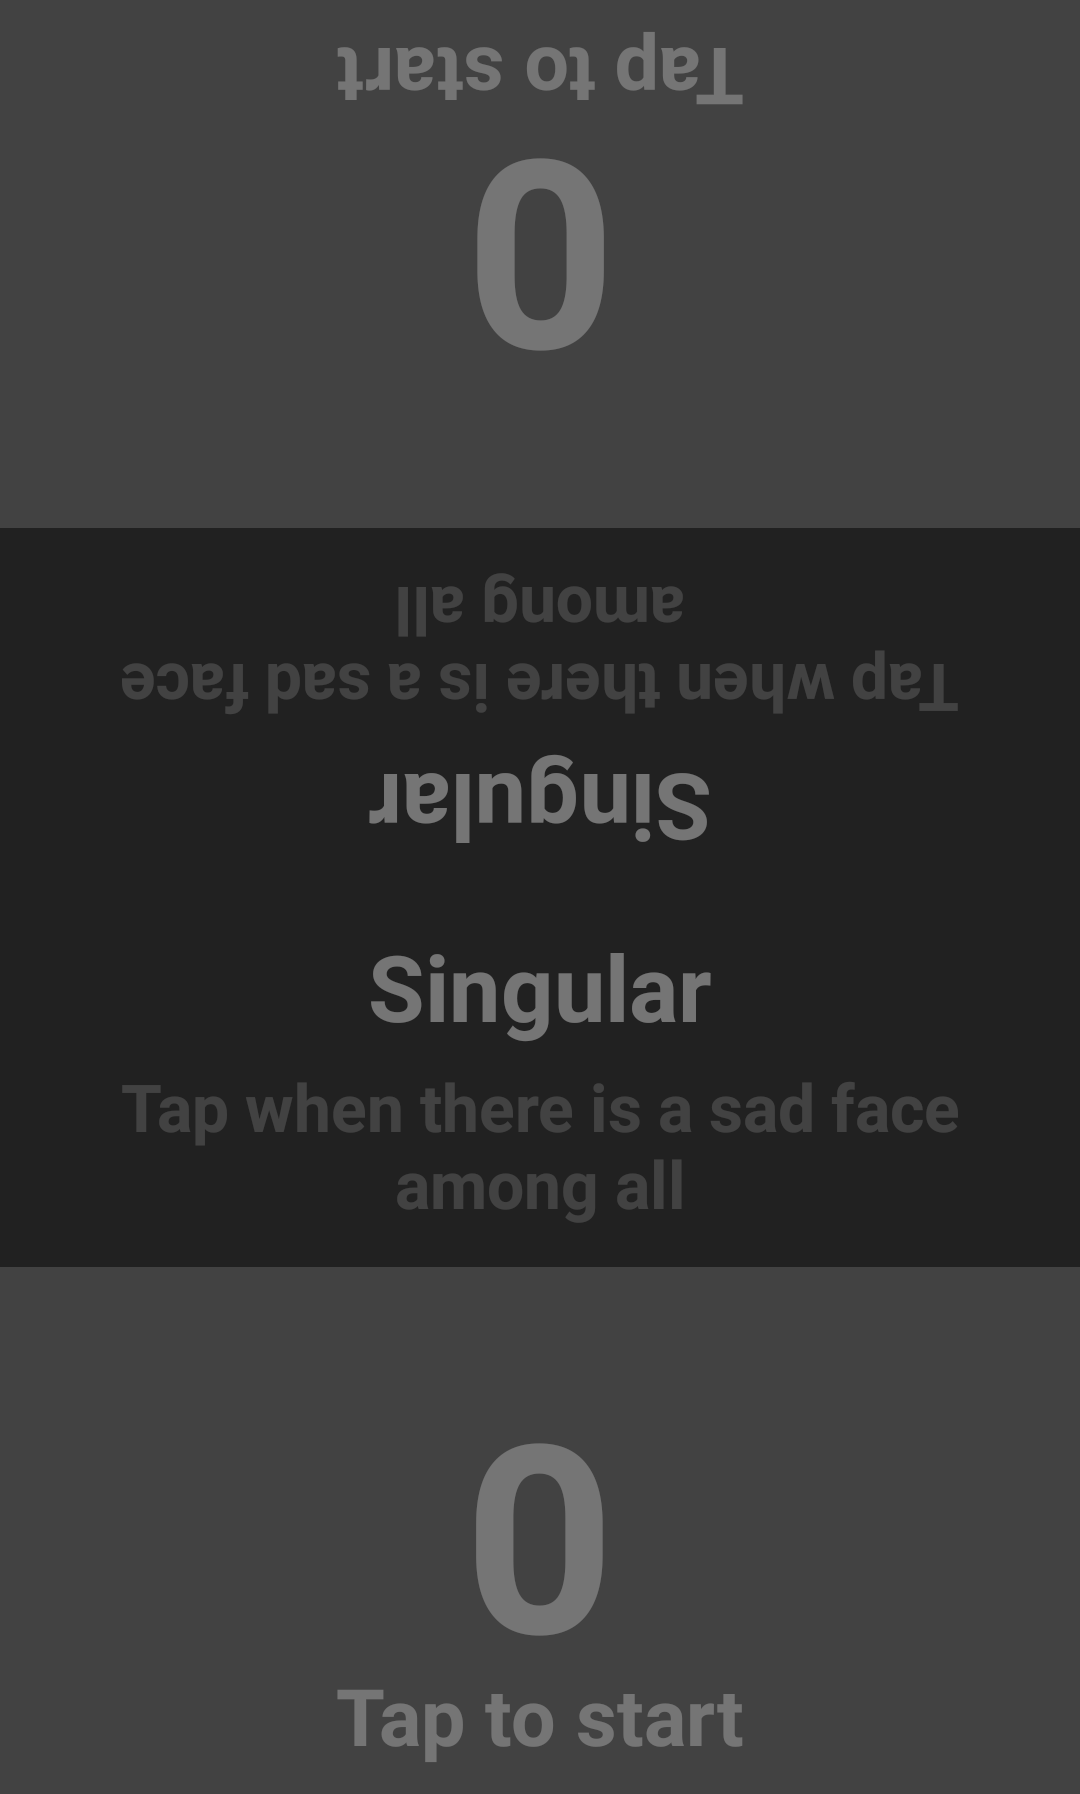 Tap to start
0
Tap when there is a sad face
among all
Singular
Singular
Tap when there is a sad face
among all
0
Tap to start